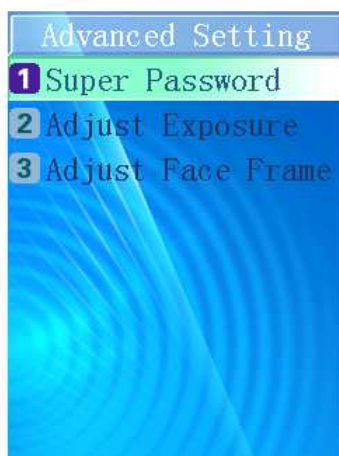 Advanced Setting
1 Super Password
2 Adjust Exposure
3 Adjust Face Frame